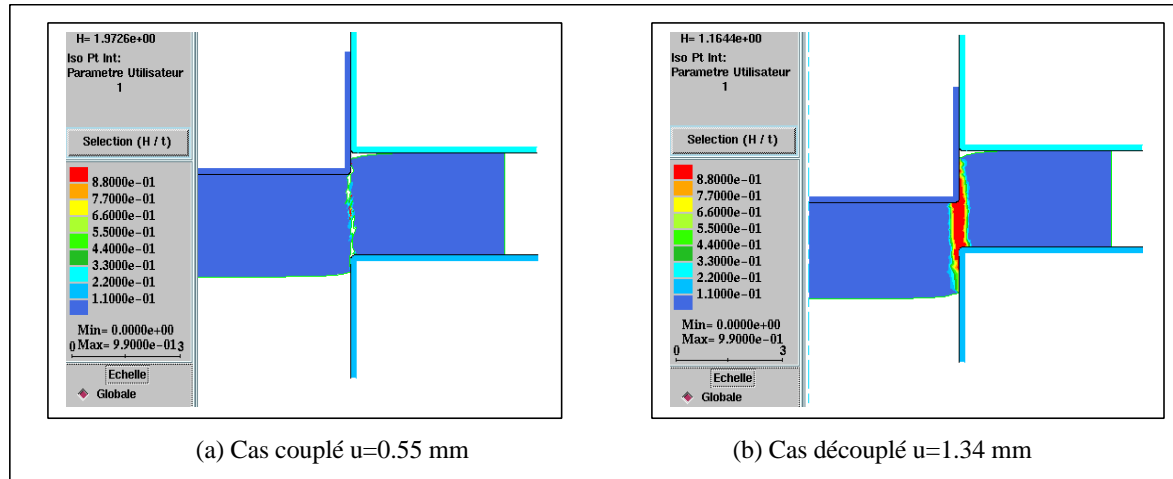 H= 1.9726e+00
Iso Pt Int:
Parametre Utilisateur
1
Selection (H / t)
8.8000e-01
7.7000e-01
6.6000e-01
5.5000e-01
4.4000e-01
3.3000e-01
2.2000e-01
1.1000e-01
Min= 0.0000e+00
Max= 9.9000e-01
0 3
Echelle
Globale
(a) Cas couplé u=0.55 mm
H= 1.1644e+00
Iso Pt Int:
Parametre Utilisateur
1
Selection (H / t)
8.8000e-01
7.7000e-01
6.6000e-01
5.5000e-01
4.4000e-01
3.3000e-01
2.2000e-01
1.1000e-01
Min= 0.0000e+00
Max= 9.9000e-01
0 3
Echelle
Globale
(b) Cas découplé u=1.34 mm